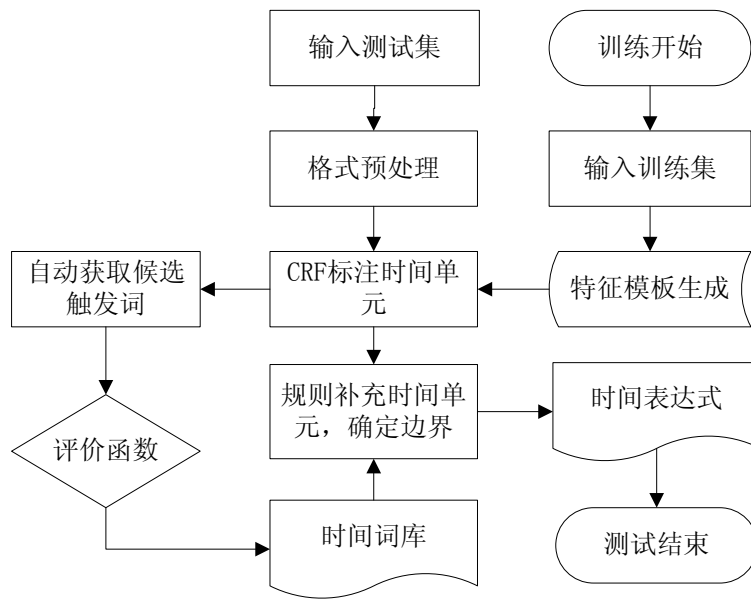 输入测试集
训练开始
格式预处理
输入训练集
自动获取候选
触发词
CRF标注时间单
元
特征模板生成
规则补充时间单
元，确定边界
时间表达式
评价函数
时间词库
测试结束